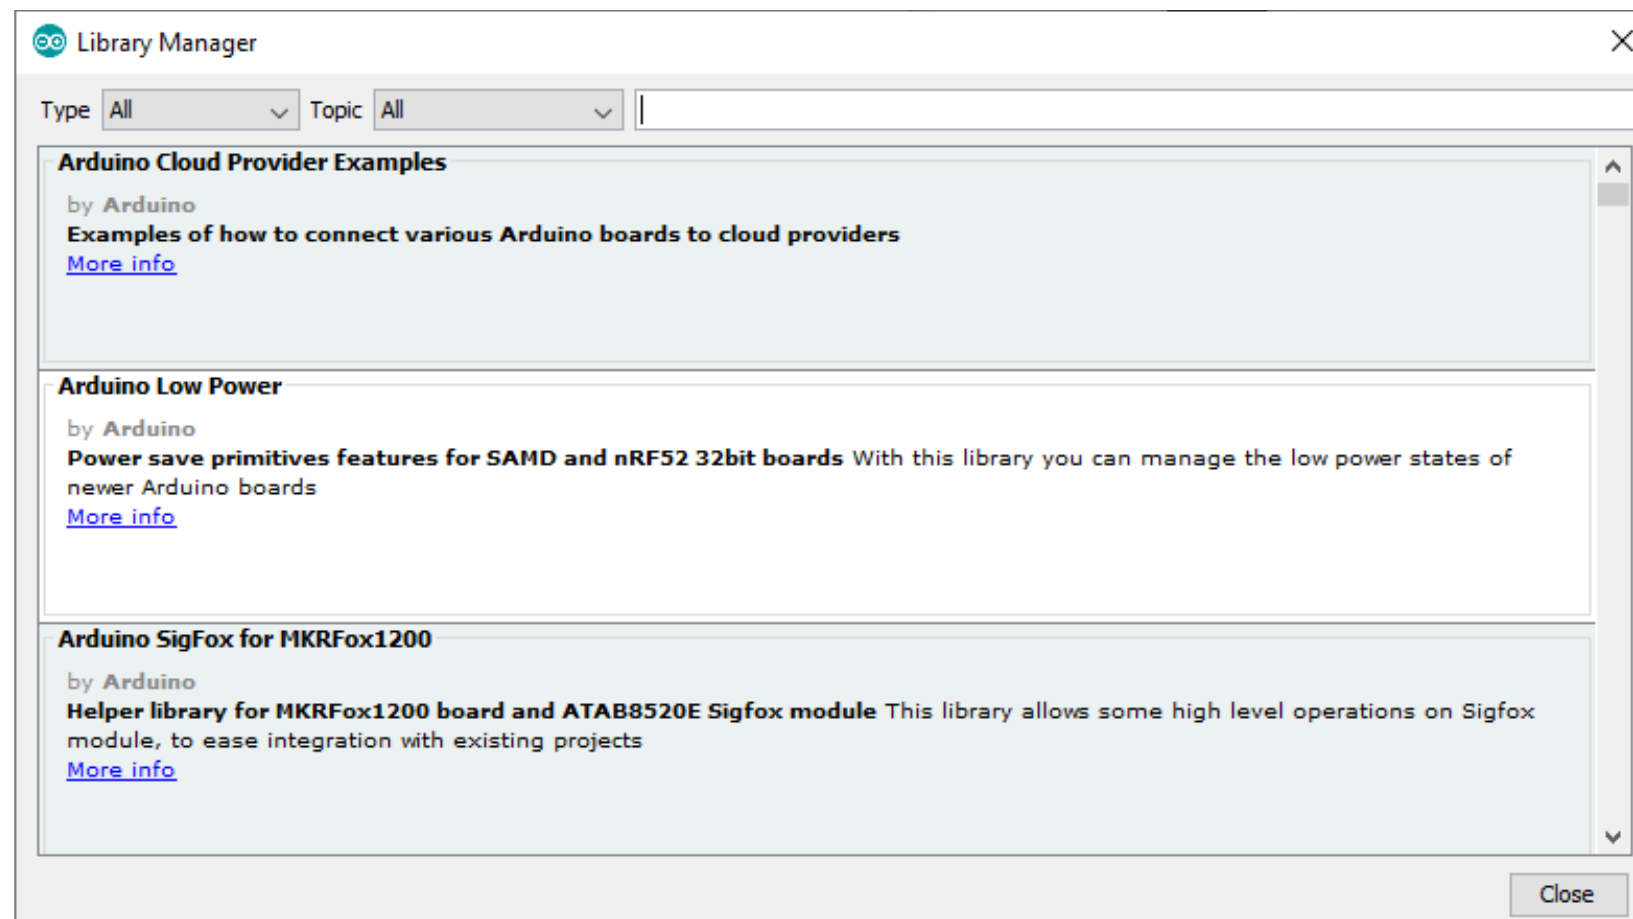 Library Manager
Type All Topic All
Arduino Cloud Provider Examples
by Arduino
Examples of how to connect various Arduino boards to cloud providers
More info
Arduino Low Power
by Arduino
Power save primitives features for SAMD and nRF52 32bit boards With this library you can manage the low power states of
newer Arduino boards
More info
Arduino SigFox for MKRFox1200
by Arduino
Helper library for MKRFox1200 board and ATAB8520E Sigfox module This library allows some high level operations on Sigfox
module, to ease integration with existing projects
More info
Close